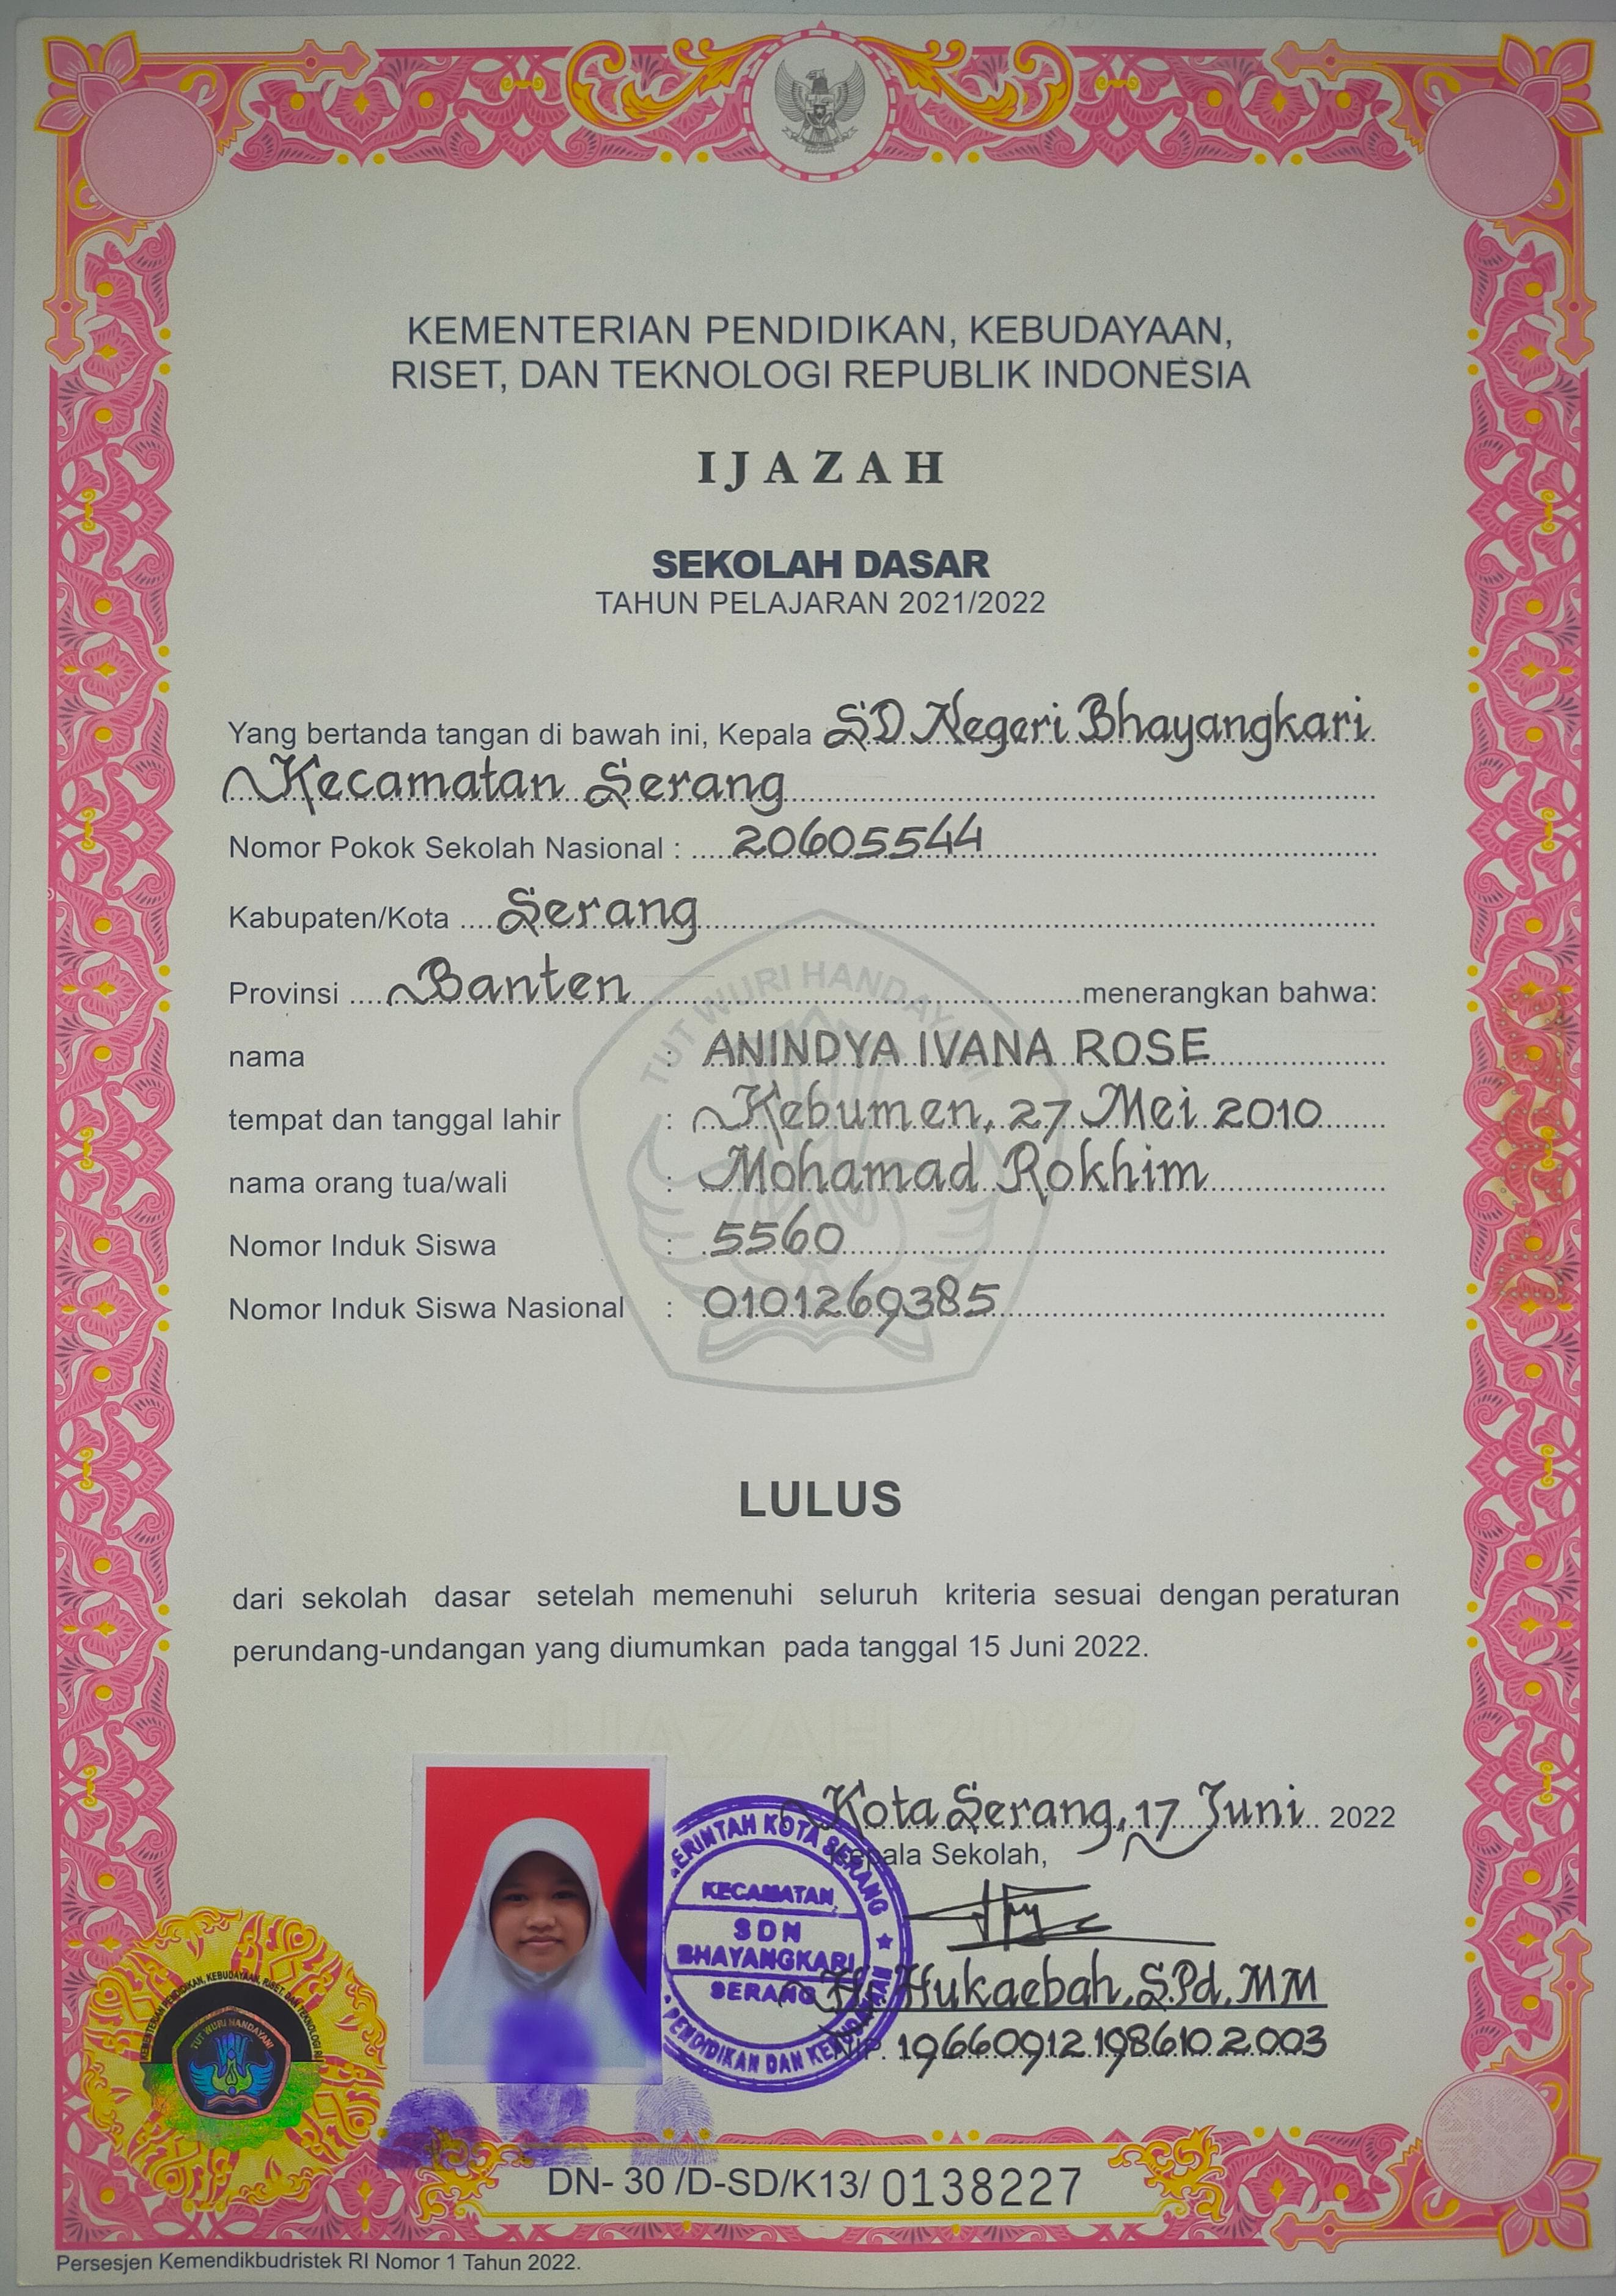 KEMENTERIAN PENDIDIKAN, KEBUDAYAAN,
RISET, DAN TEKNOLOGI REPUBLIK INDONESIA
IJAZAH
SEKOLAH DASAR
TAHUN PELAJARAN 2021/2022
Yang bertanda tangan di bawah ini, Kepala SD Negeri Bhayangkari
Kecamatan Serang
Nomor Pokok Sekolah Nasional : 20605544
Kabupaten/Kota Serang
Provinsi Banten menerangkan bahwa:
TUT WURI HANDAYANI
nama : ANINDYA IVANA ROSE
tempat dan tanggal lahir : Kebumen, 27 Mei 2010
nama orang tua/wali : Mohamad Rokhim
Nomor Induk Siswa : 5560
Nomor Induk Siswa Nasional : 0101269385
LULUS
dari sekolah dasar setelah memenuhi seluruh kriteria sesuai dengan peraturan
perundang-undangan yang diumumkan pada tanggal 15 Juni 2022.
IJAZAH 2022
Kota Serang, 17 Juni 2022
Kepala Sekolah,
KOTA SERANG
KECAMATAN
SDN
BHAYANGKARI
SERANG
PENDIDIKAN DAN
Hj. Hukaebah, S.Pd, MM
NIP. 19660912 198610 2 003
KEMENTERIAN PENDIDIKAN, KEBUDAYAAN, RISET, DAN TEKNOLOGI RI
TUT WURI HANDAYANI
DN- 30 /D-SD/K13/ 0138227
Persesjen Kemendikbudristek RI Nomor 1 Tahun 2022.